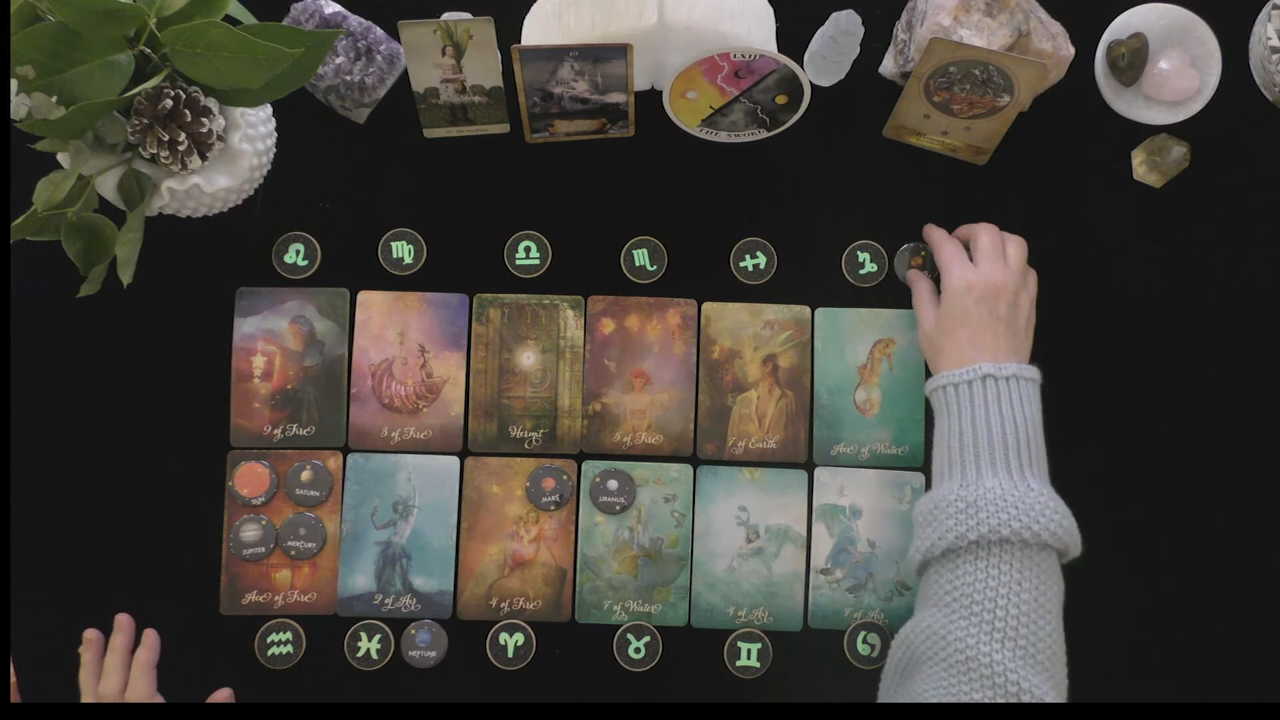 LVII
THE SWORD
9 of Fire
3 of Fire
Hermit
5 of Fire
7 of Earth
Ace of Water
SUN
SATURN
JUPITER
MERCURY
MARS
URANUS
Ace of Fire
2 of Air
4 of Fire
7 of Water
4 of Air
7 of Air
NEPTUNE